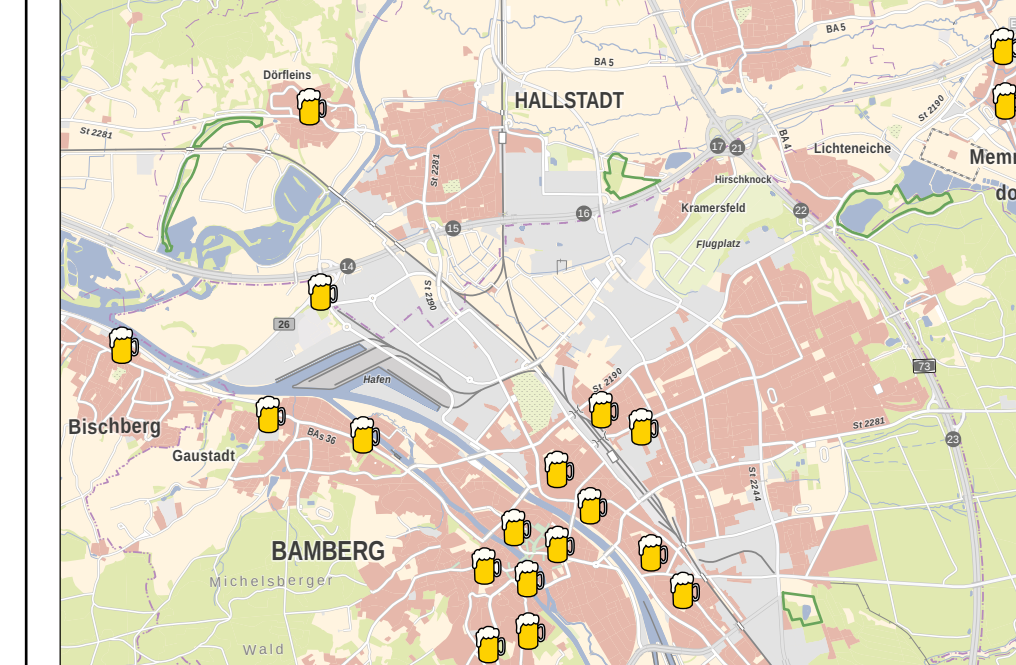 BA 5
BA 5
Dörfleins
HALLSTADT
St 2190
St 2281
BA 4
17
21
Lichteneiche
Memm
St 2281
Hirschknock
do
Kramersfeld
22
16
15
Flugplatz
14
St 2190
26
73
Hafen
St 2190
Bischberg
BAs 36
St 2281
23
Gaustadt
St 2244
BAMBERG
Michelsberger
Wald